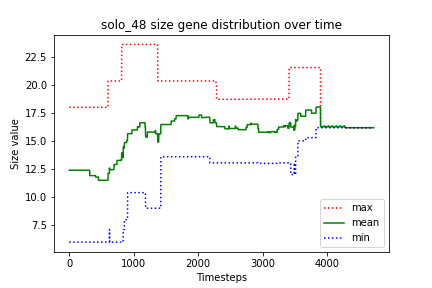 solo_48 size gene distribution over time
Size value
22.5
20.0
17.5
15.0
12.5
10.0
7.5
0
1000
2000
3000
4000
Timesteps
max
mean
min